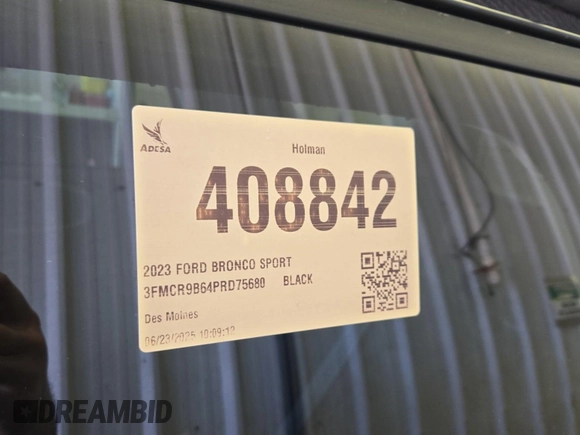 ADESA
Holman
408842
2023 FORD BRONCO SPORT
3FMCR9B64PRD75680 BLACK
Des Moines
06/23/2025 10:09:12
DREAMBID